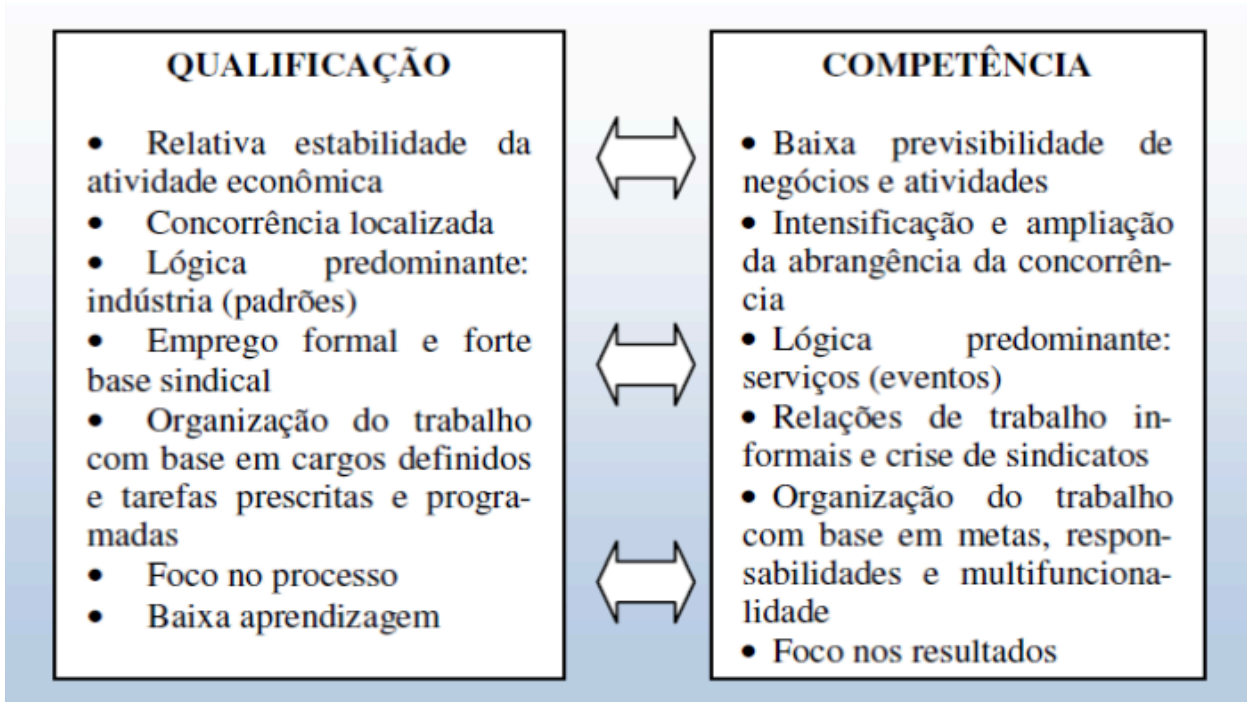 QUALIFICAÇÃO
• Relativa estabilidade da
atividade econômica
• Concorrência localizada
• Lógica predominante:
indústria (padrões)
• Emprego formal e forte
base sindical
• Organização do trabalho
com base em cargos definidos
e tarefas prescritas e progra-
madas
• Foco no processo
• Baixa aprendizagem
COMPETÊNCIA
• Baixa previsibilidade de
negócios e atividades
• Intensificação e ampliação
da abrangência da concorrên-
cia
• Lógica predominante:
serviços (eventos)
• Relações de trabalho in-
formais e crise de sindicatos
• Organização do trabalho
com base em metas, respon-
sabilidades e multifunciona-
lidade
• Foco nos resultados